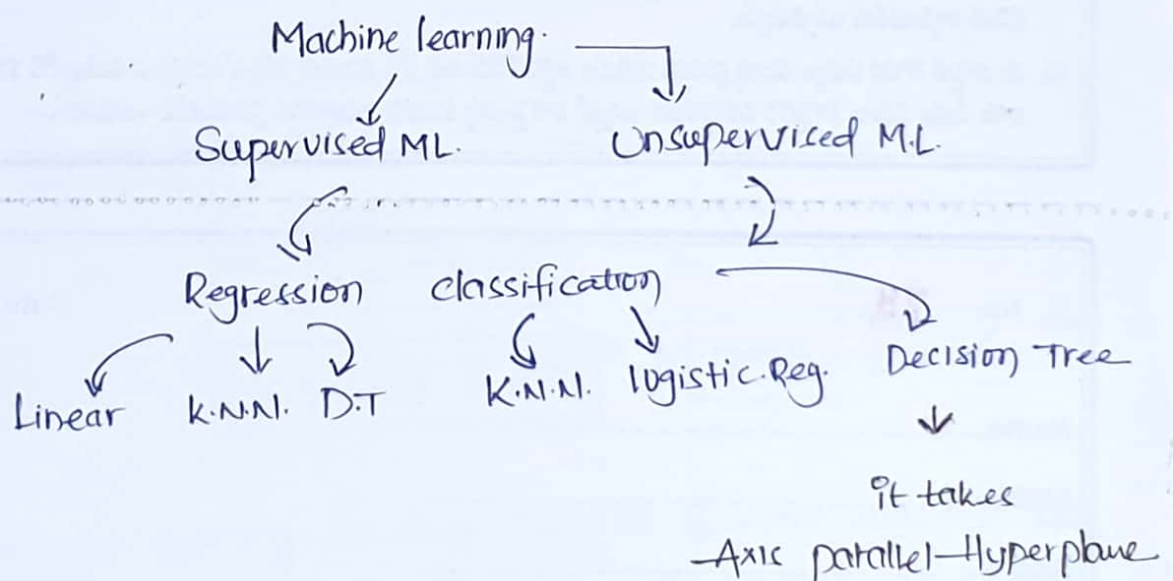 Machine learning.
Supervised ML. Unsupervised M.L.
Regression classification
Linear K.N.N. D.T K.N.N. logistic.Reg. Decision Tree
it takes
Axis parallel Hyperplane